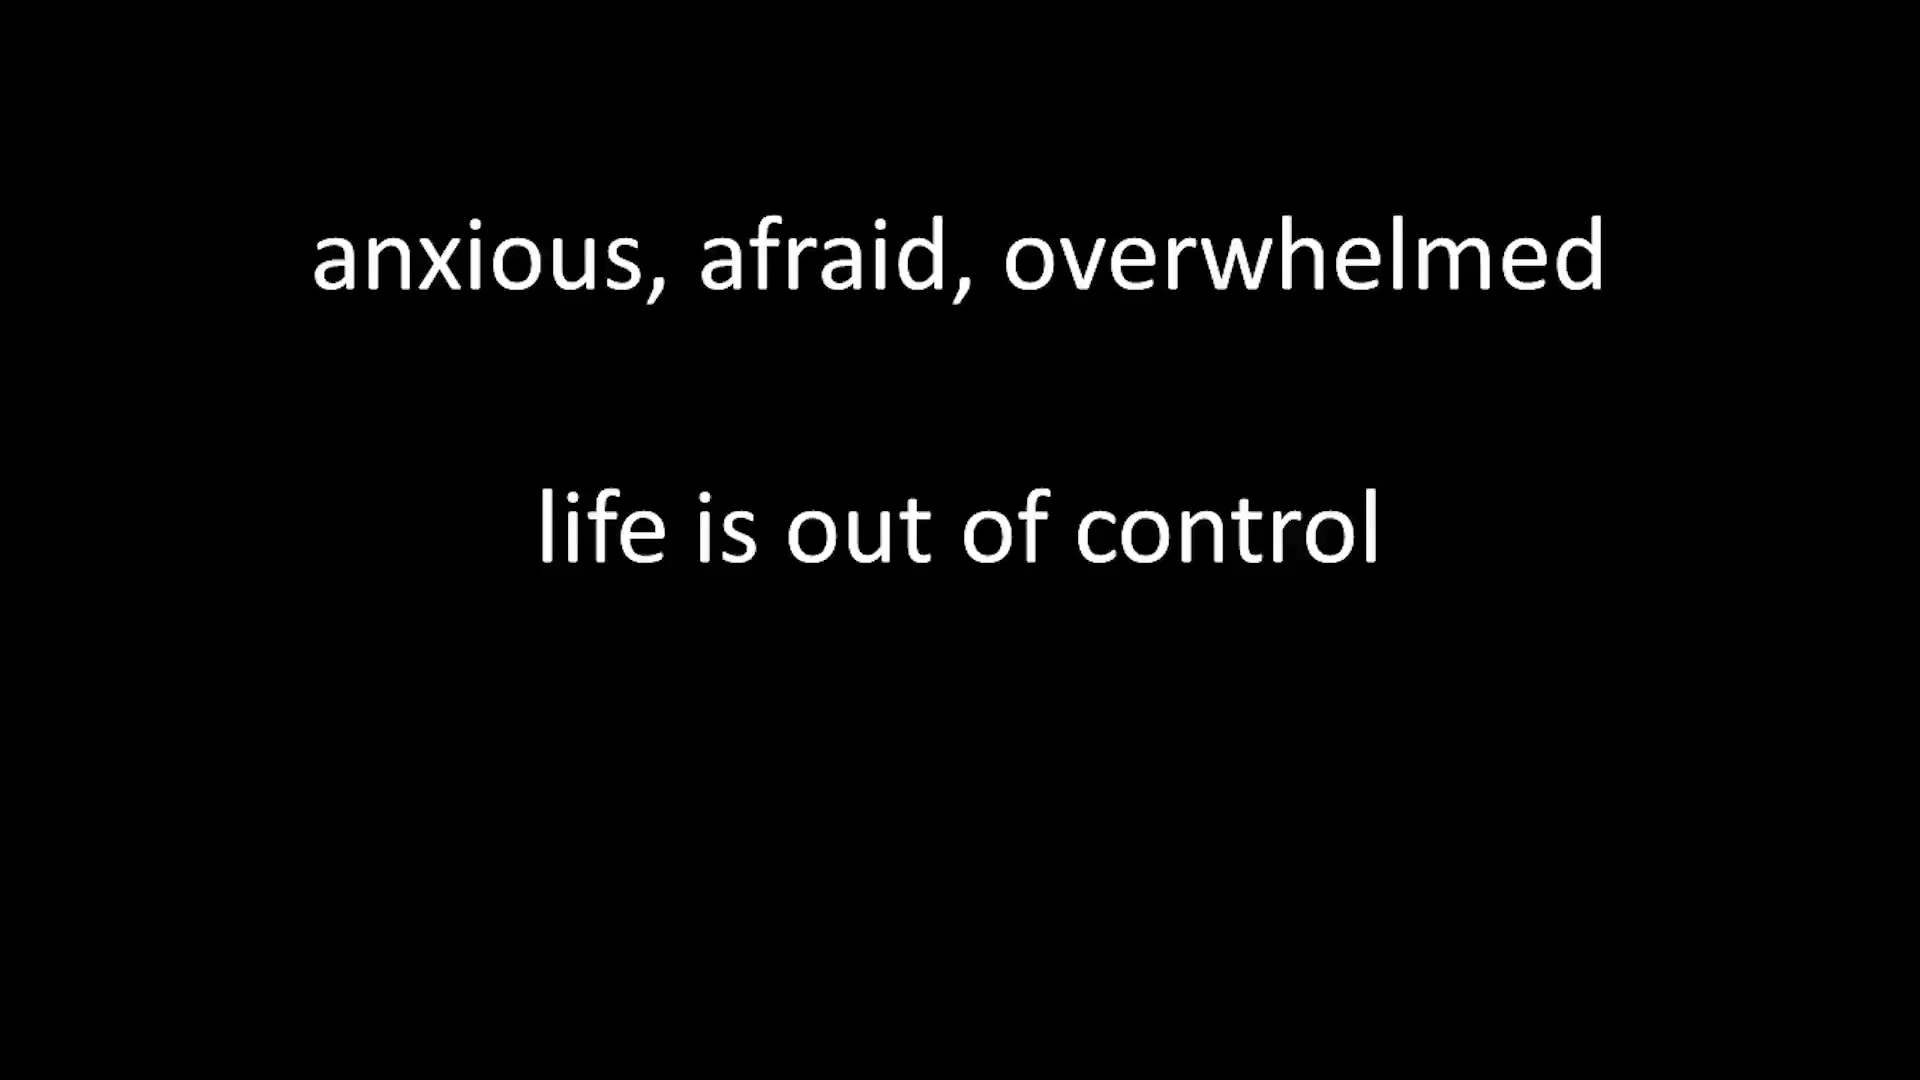 anxious, afraid, overwhelmed
life is out of control